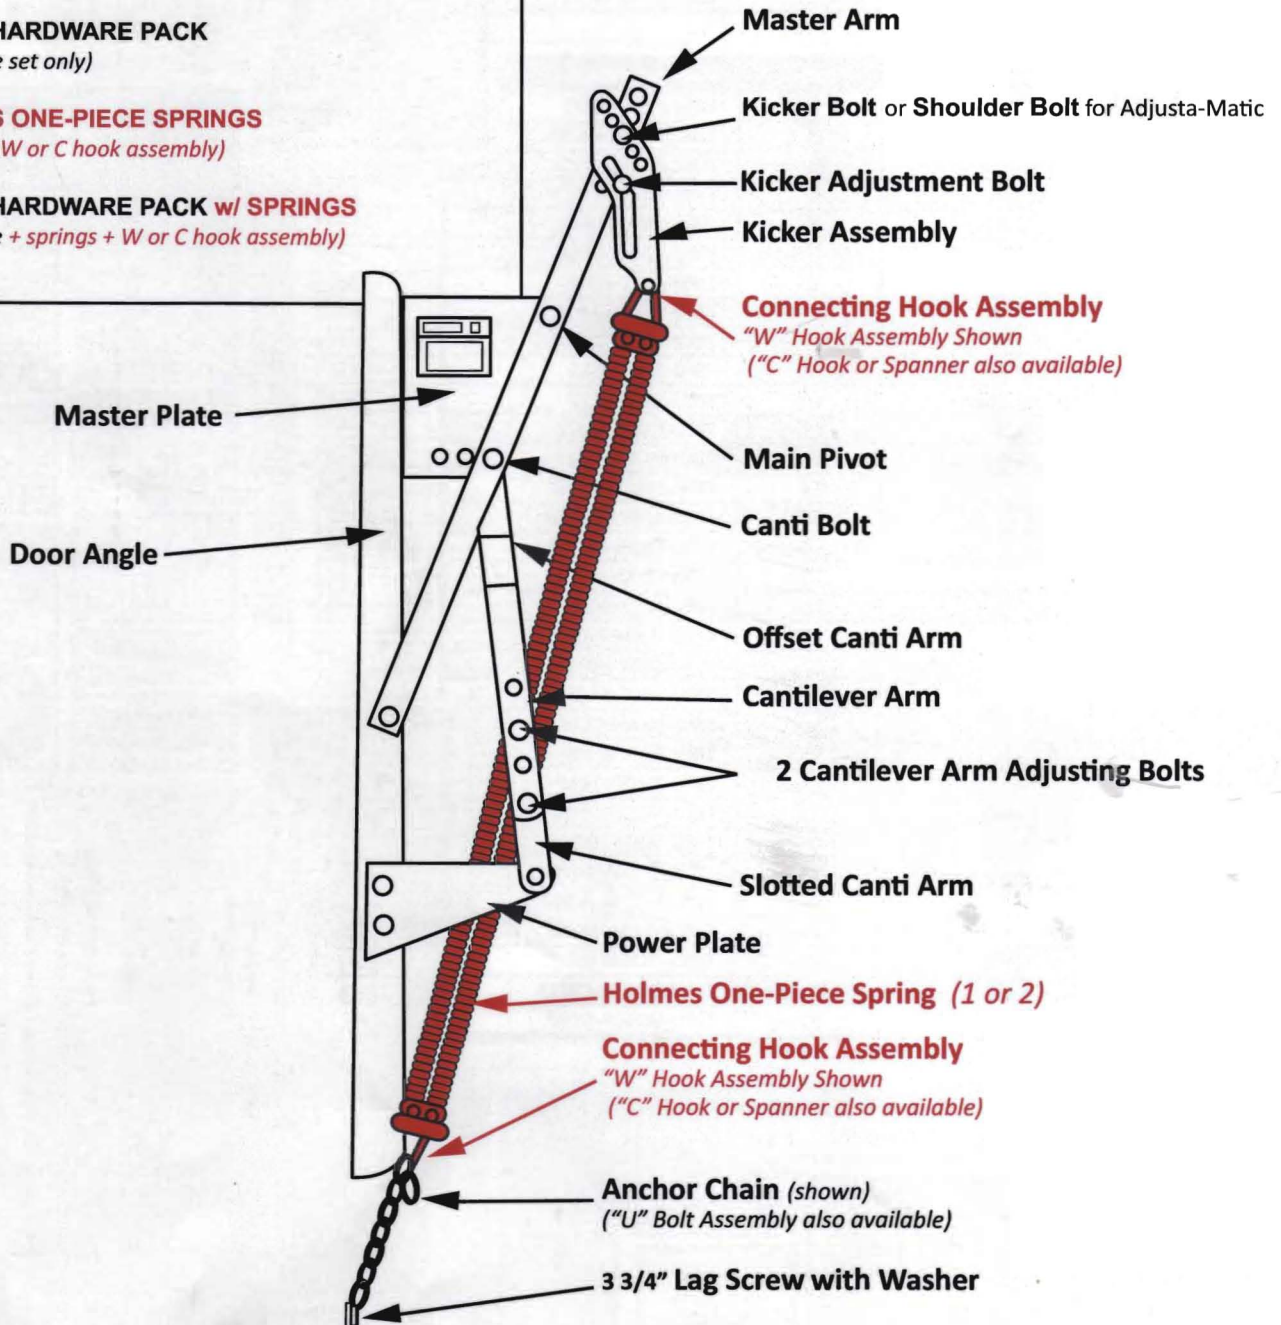 HARDWARE PACK
set only)
ONE-PIECE SPRINGS
W or C hook assembly)
HARDWARE PACK w/ SPRINGS
+ springs + W or C hook assembly)
Master Arm
Kicker Bolt or Shoulder Bolt for Adjusta-Matic
Kicker Adjustment Bolt
Kicker Assembly
Connecting Hook Assembly
“W” Hook Assembly Shown
(“C” Hook or Spanner also available)
Master Plate
Main Pivot
Canti Bolt
Door Angle
Offset Canti Arm
Cantilever Arm
2 Cantilever Arm Adjusting Bolts
Slotted Canti Arm
Power Plate
Holmes One-Piece Spring (1 or 2)
Connecting Hook Assembly
“W” Hook Assembly Shown
(“C” Hook or Spanner also available)
Anchor Chain (shown)
(“U” Bolt Assembly also available)
3 3/4” Lag Screw with Washer